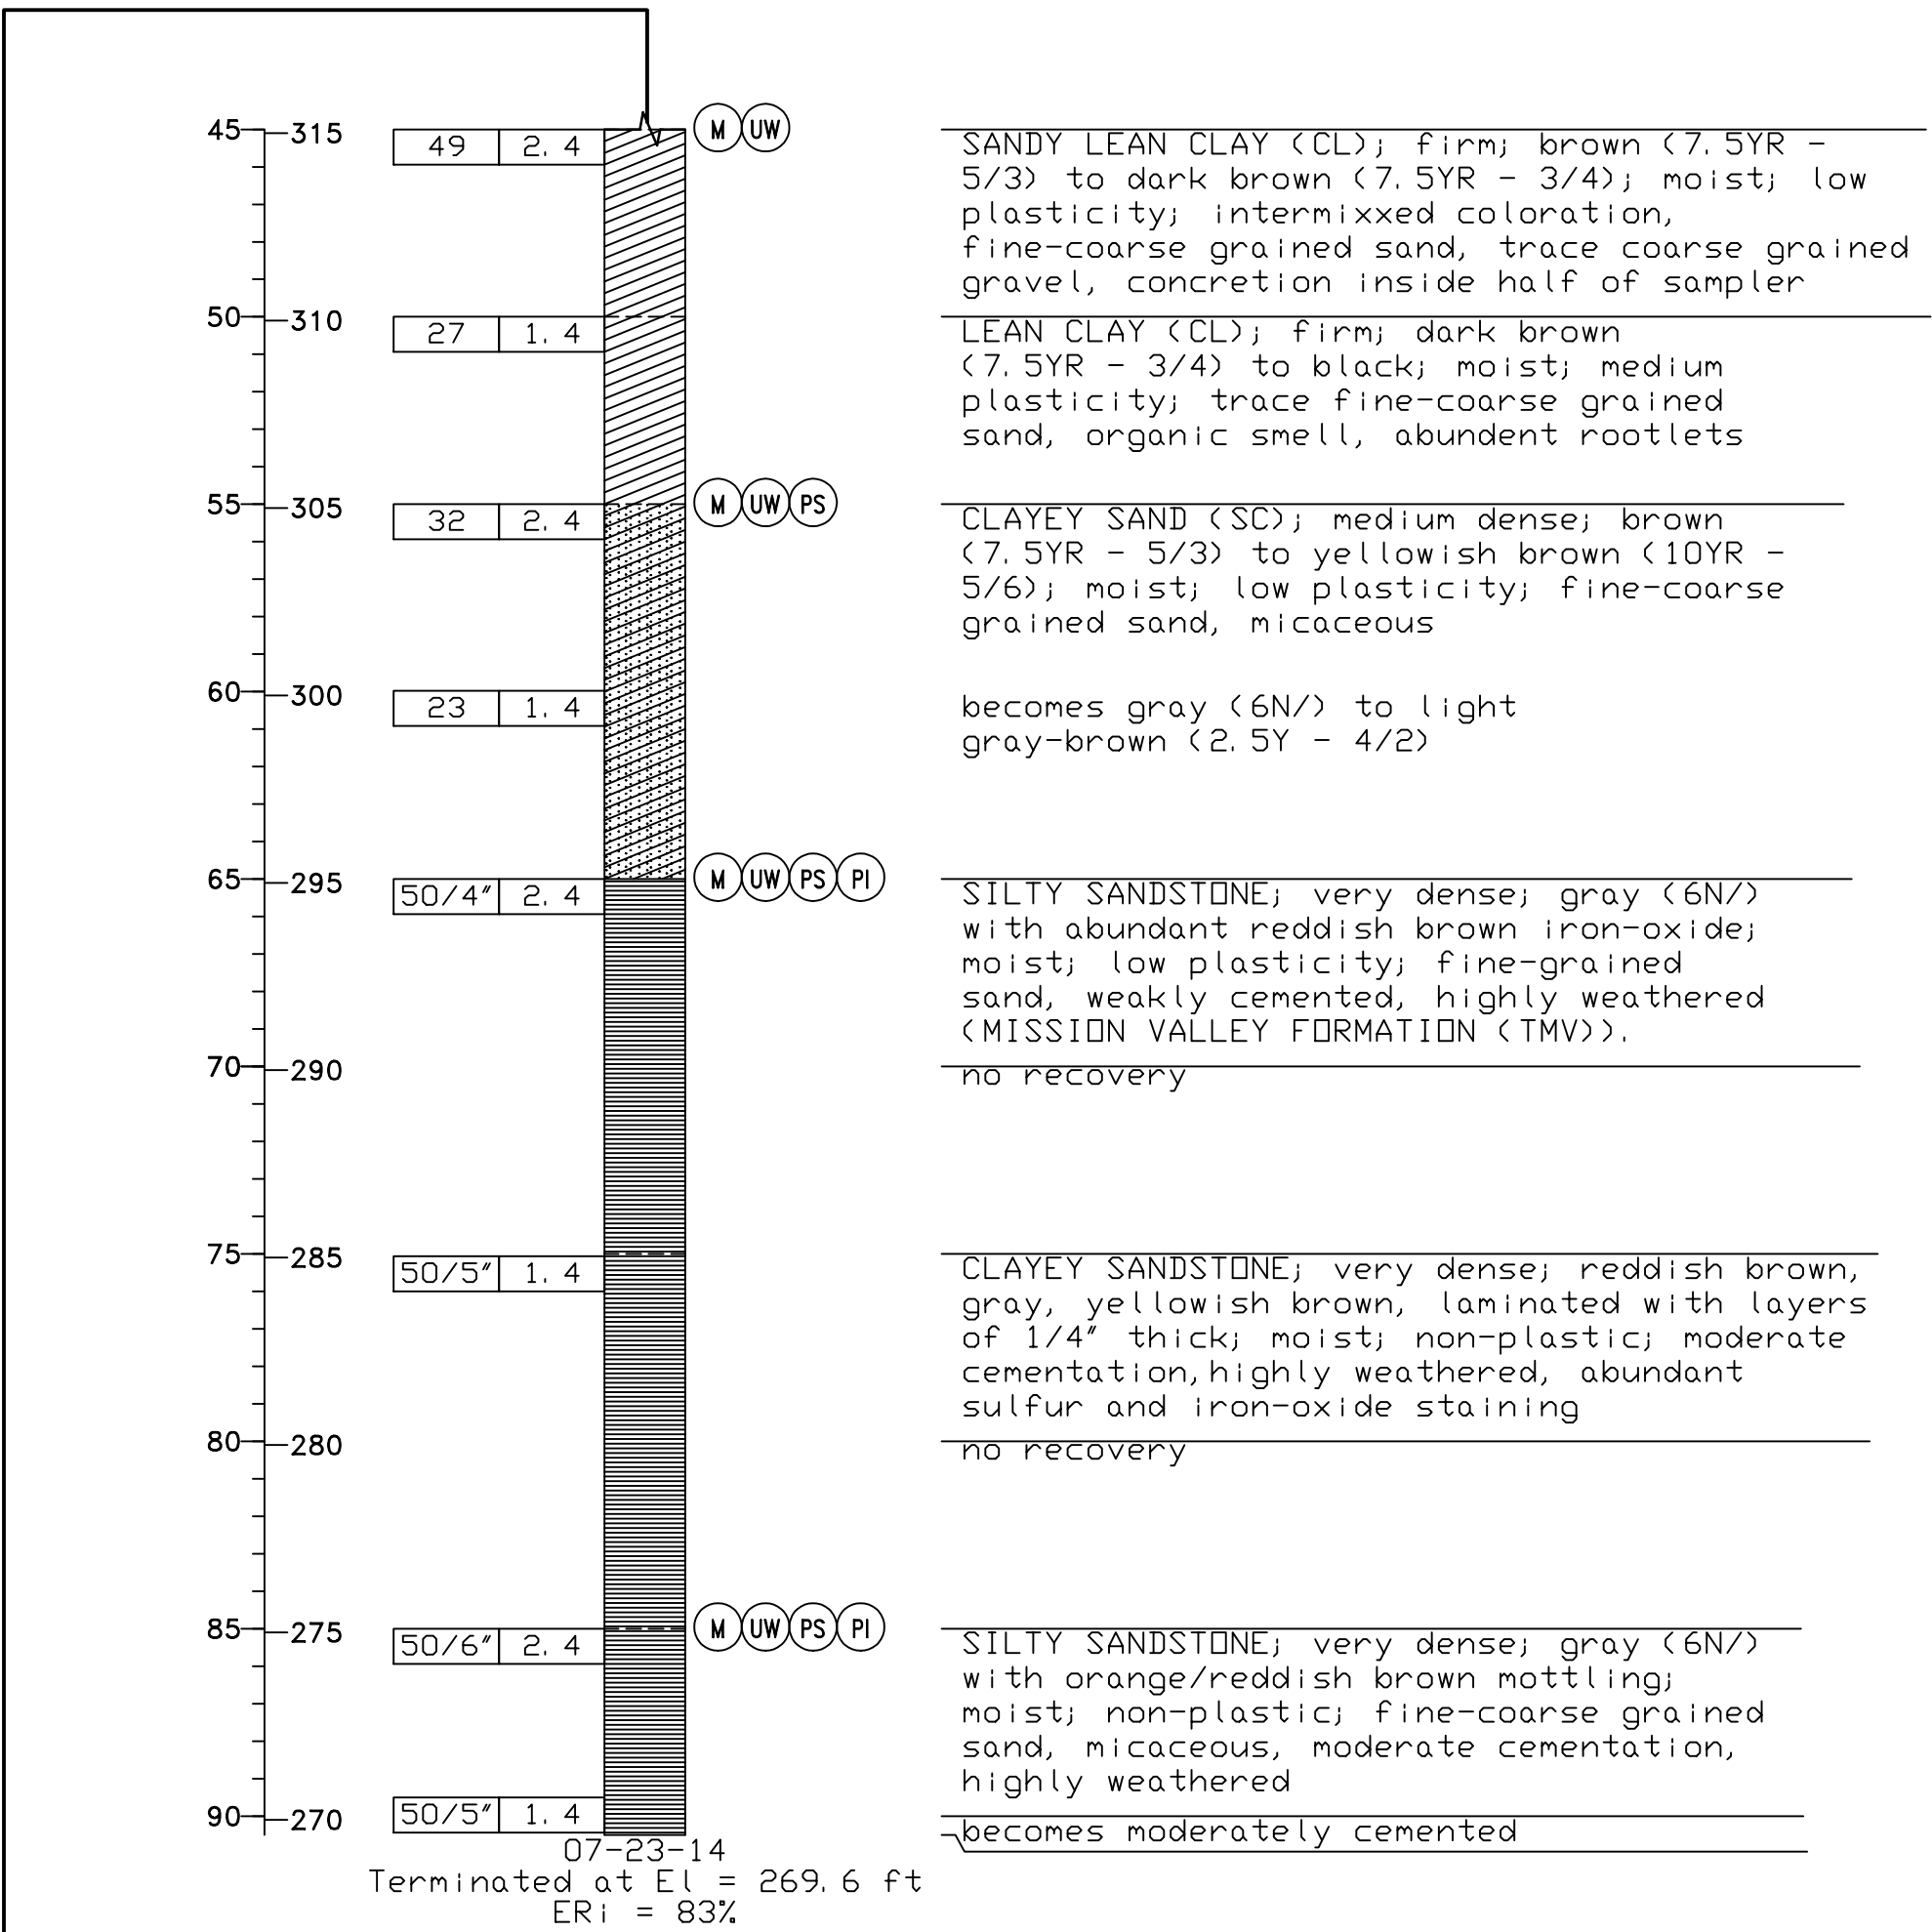 45 315 49 2.4 M UW
SANDY LEAN CLAY (CL); firm; brown (7.5YR -
5/3) to dark brown (7.5YR - 3/4); moist; low
plasticity; intermixxed coloration,
fine-coarse grained sand, trace coarse grained
gravel, concretion inside half of sampler
50 310 27 1.4
LEAN CLAY (CL); firm; dark brown
(7.5YR - 3/4) to black; moist; medium
plasticity; trace fine-coarse grained
sand, organic smell, abundent rootlets
55 305 32 2.4 M UW PS
CLAYEY SAND (SC); medium dense; brown
(7.5YR - 5/3) to yellowish brown (10YR -
5/6); moist; low plasticity; fine-coarse
grained sand, micaceous
60 300 23 1.4
becomes gray (6N/) to light
gray-brown (2.5Y - 4/2)
65 295 50/4" 2.4 M UW PS PI
SILTY SANDSTONE; very dense; gray (6N/)
with abundant reddish brown iron-oxide;
moist; low plasticity; fine-grained
sand, weakly cemented, highly weathered
(MISSION VALLEY FORMATION (TMV)).
70 290
no recovery
75 285 50/5" 1.4
CLAYEY SANDSTONE; very dense; reddish brown,
gray, yellowish brown, laminated with layers
of 1/4" thick; moist; non-plastic; moderate
cementation,highly weathered, abundant
sulfur and iron-oxide staining
80 280
no recovery
85 275 50/6" 2.4 M UW PS PI
SILTY SANDSTONE; very dense; gray (6N/)
with orange/reddish brown mottling;
moist; non-plastic; fine-coarse grained
sand, micaceous, moderate cementation,
highly weathered
90 270 50/5" 1.4
becomes moderately cemented
07-23-14
Terminated at El = 269.6 ft
ERi = 83%